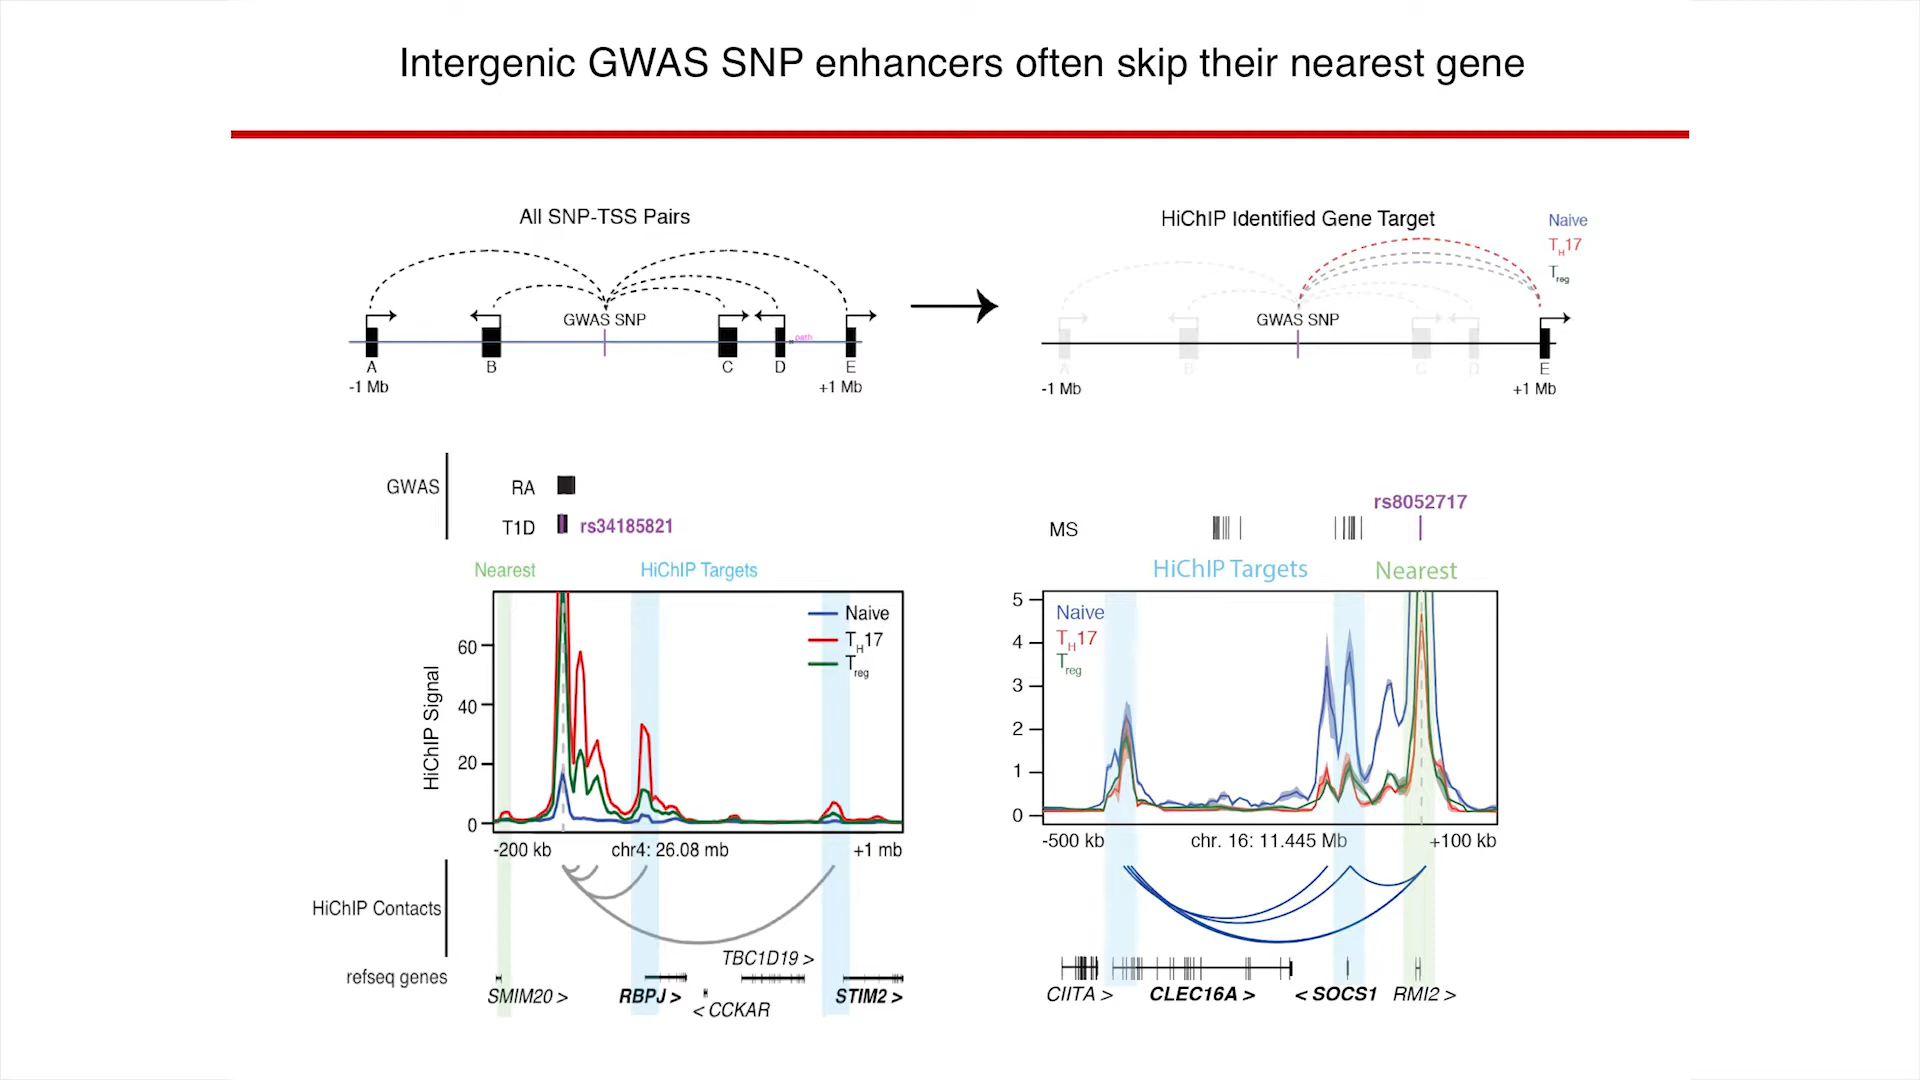 Intergenic GWAS SNP enhancers often skip their nearest gene
All SNP-TSS Pairs
GWAS SNP
path
A B C D E
-1 Mb +1 Mb
HiChIP Identified Gene Target
Naive
TH17
Treg
GWAS SNP
A B C D E
-1 Mb +1 Mb
GWAS
RA
T1D rs34185821
Nearest HiChIP Targets
HiChIP Signal
60
40
20
0
Naive
TH17
Treg
-200 kb chr4: 26.08 mb +1 mb
HiChIP Contacts
refseq genes
TBC1D19 >
SMIM20 > RBPJ > STIM2 >
< CCKAR
rs8052717
MS
HiChIP Targets Nearest
5
4
3
2
1
0
Naive
TH17
Treg
-500 kb chr. 16: 11.445 Mb +100 kb
CIITA > CLEC16A > < SOCS1 RMI2 >